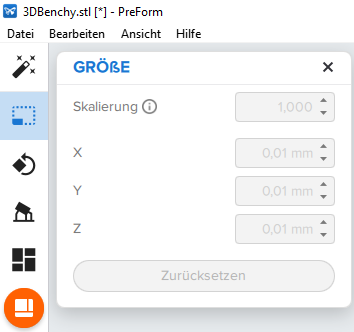 3DBenchy.stl [*] - PreForm
Datei Bearbeiten Ansicht Hilfe
GRÖẞE
Skalierung 1,000
X 0,01 mm
Y 0,01 mm
Z 0,01 mm
Zurücksetzen